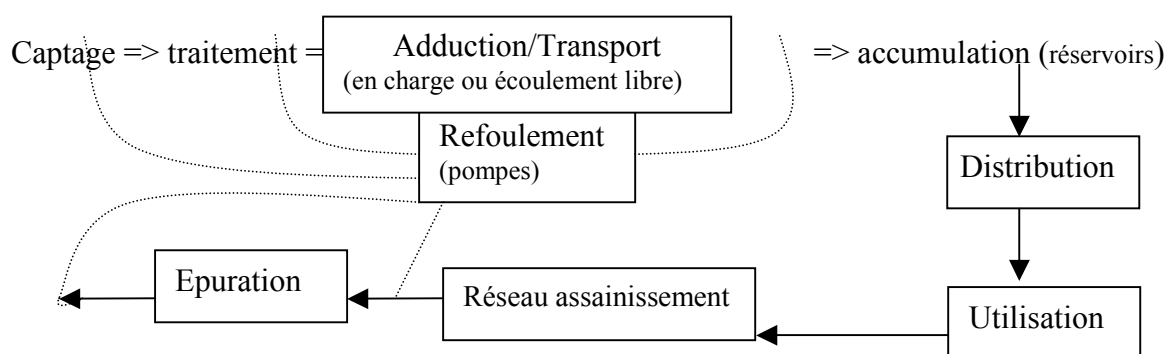 Captage => traitement =
Adduction/Transport
(en charge ou écoulement libre)
=> accumulation (réservoirs)
Refoulement
(pompes)
Distribution
Epuration
Réseau assainissement
Utilisation